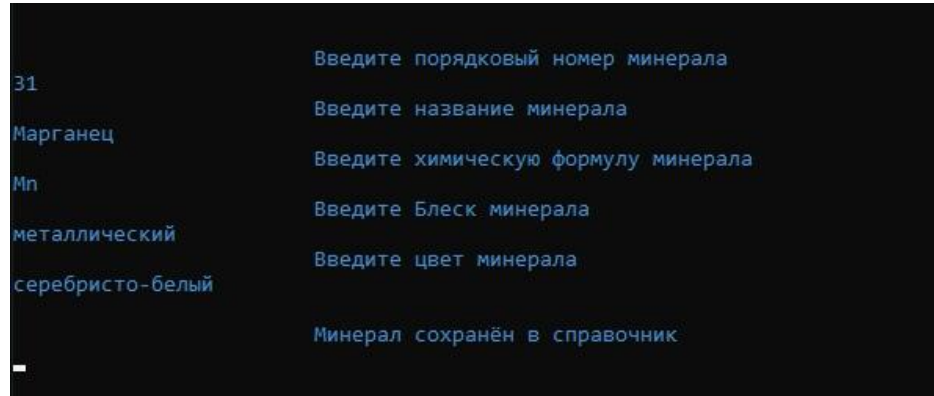 Введите порядковый номер минерала
31
Введите название минерала
Марганец
Введите химическую формулу минерала
Mn
Введите Блеск минерала
металлический
Введите цвет минерала
серебристо-белый
Минерал сохранён в справочник